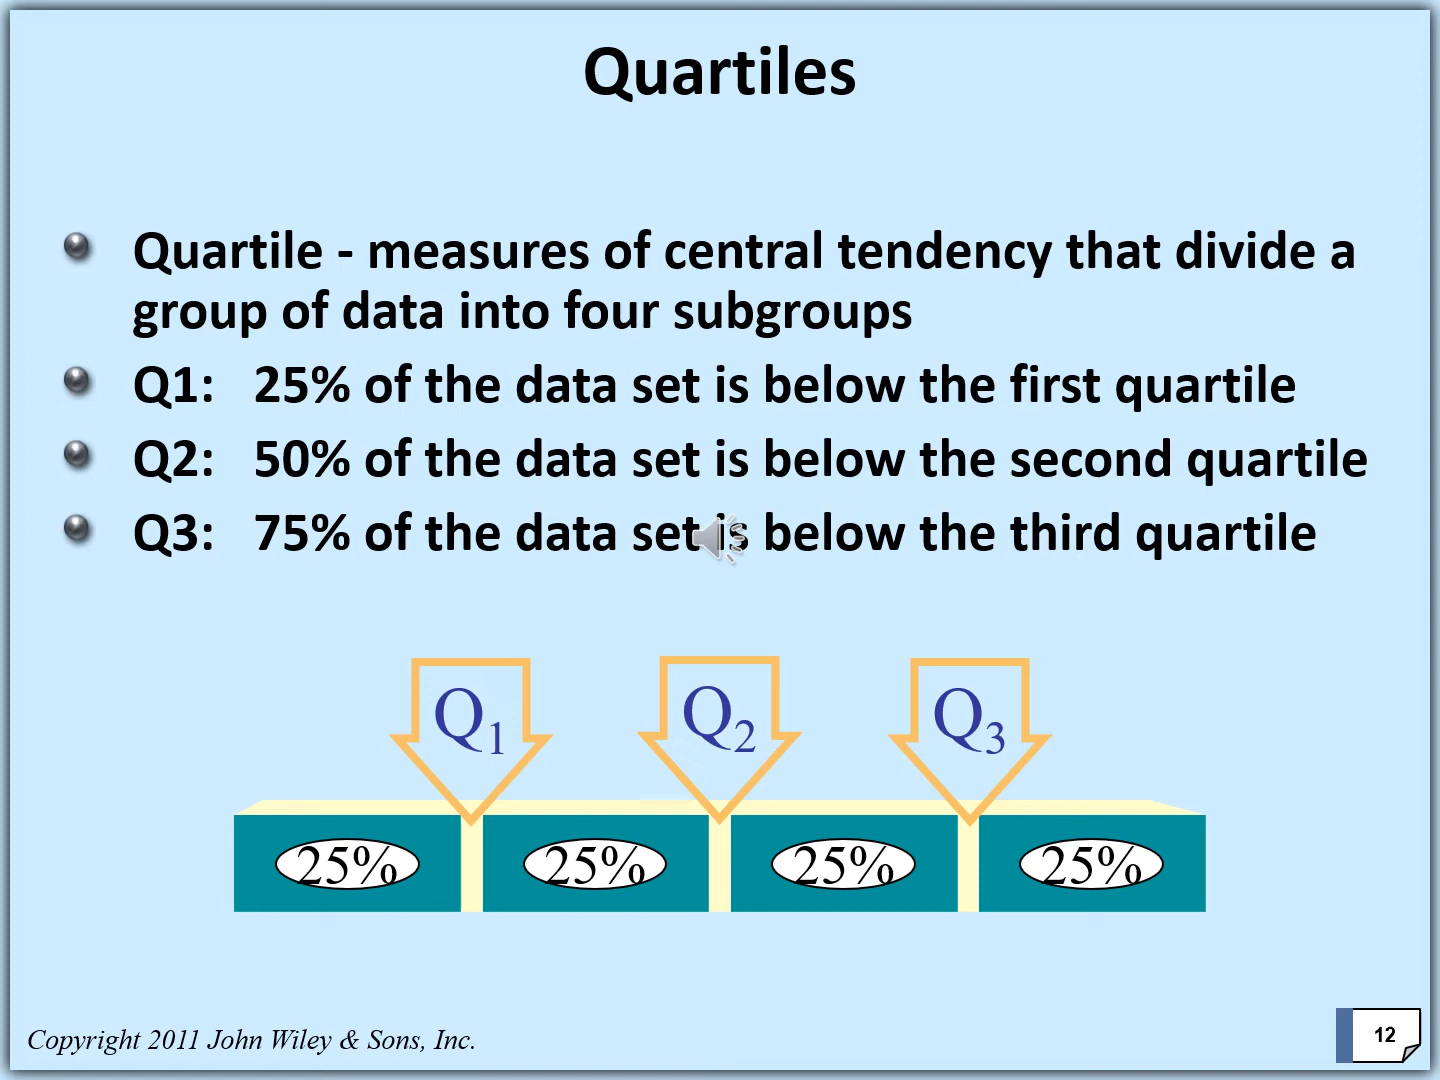 Quartiles
Quartile - measures of central tendency that divide a
group of data into four subgroups
Q1: 25% of the data set is below the first quartile
Q2: 50% of the data set is below the second quartile
Q3: 75% of the data set is below the third quartile
Q1 Q2 Q3
25% 25% 25% 25%
Copyright 2011 John Wiley & Sons, Inc.
12